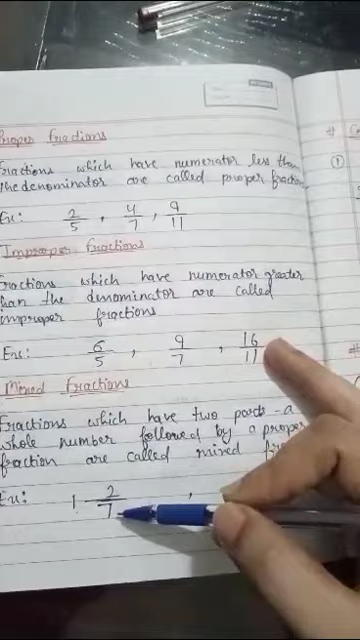 Proper Fractions
Fractions which have numerator less than
the denominator are called proper fraction
Ex: 2/5 , 4/7 , 9/11
Improper Fractions
Fractions which have numerator greater
than the denominator are called
improper fractions
Ex: 6/5 , 9/7 , 16/11
Mixed Fractions
Fractions which have two parts - a
whole number followed by a proper
fraction are called mixed
Ex: 1 2/7 ,
#
①